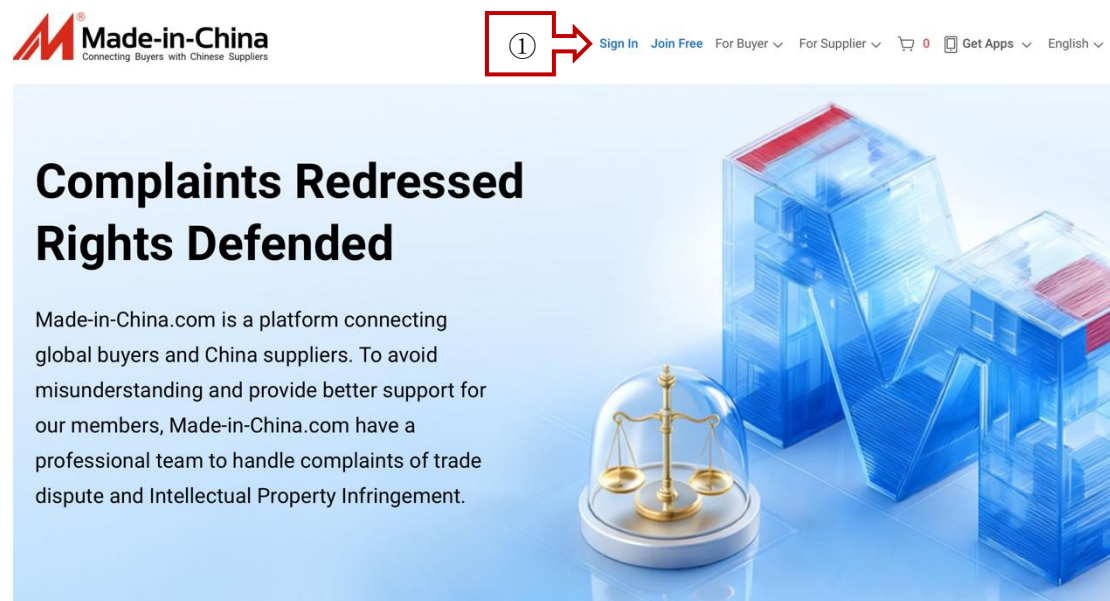 Made-in-China®
Connecting Buyers with Chinese Suppliers
① Sign In Join Free For Buyer For Supplier 0 Get Apps English
Complaints Redressed
Rights Defended
Made-in-China.com is a platform connecting
global buyers and China suppliers. To avoid
misunderstanding and provide better support for
our members, Made-in-China.com have a
professional team to handle complaints of trade
dispute and Intellectual Property Infringement.